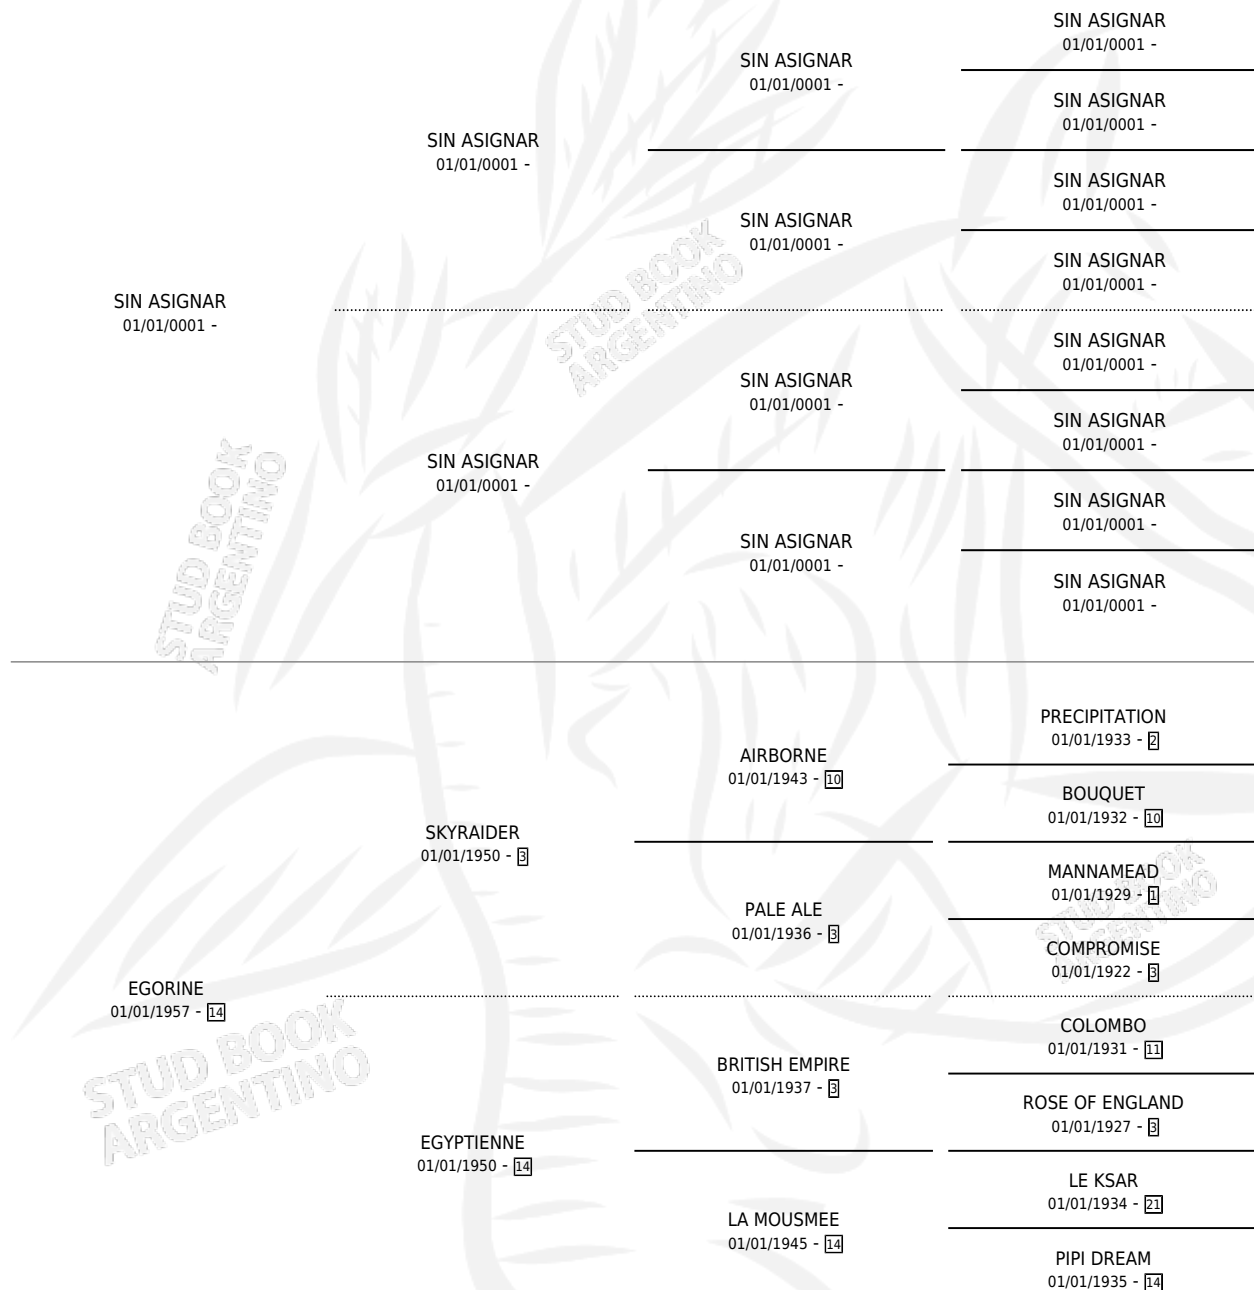 SIN ASIGNAR
01/01/0001 -
SIN ASIGNAR
01/01/0001 -
SIN ASIGNAR
01/01/0001 -
SIN ASIGNAR
01/01/0001 -
SIN ASIGNAR
01/01/0001 -
SIN ASIGNAR
01/01/0001 -
SIN ASIGNAR
01/01/0001 -
STUD BOOK
ARGENTINO
SIN ASIGNAR
01/01/0001 -
SIN ASIGNAR
01/01/0001 -
SIN ASIGNAR
01/01/0001 -
SIN ASIGNAR
01/01/0001 -
SIN ASIGNAR
01/01/0001 -
SIN ASIGNAR
01/01/0001 -
STUD BOOK
ARGENTINO
SIN ASIGNAR
01/01/0001 -
SIN ASIGNAR
01/01/0001 -
PRECIPITATION
01/01/1933 - 2
AIRBORNE
01/01/1943 - 10
BOUQUET
01/01/1932 - 10
SKYRAIDER
01/01/1950 - 3
MANNAMEAD
01/01/1929 - 1
STUD BOOK
ARGENTINO
PALE ALE
01/01/1936 - 3
COMPROMISE
01/01/1922 - 3
EGORINE
01/01/1957 - 14
STUD BOOK
ARGENTINO
COLOMBO
01/01/1931 - 11
BRITISH EMPIRE
01/01/1937 - 3
ROSE OF ENGLAND
01/01/1927 - 3
EGYPTIENNE
01/01/1950 - 14
LE KSAR
01/01/1934 - 21
LA MOUSMEE
01/01/1945 - 14
PIPI DREAM
01/01/1935 - 14